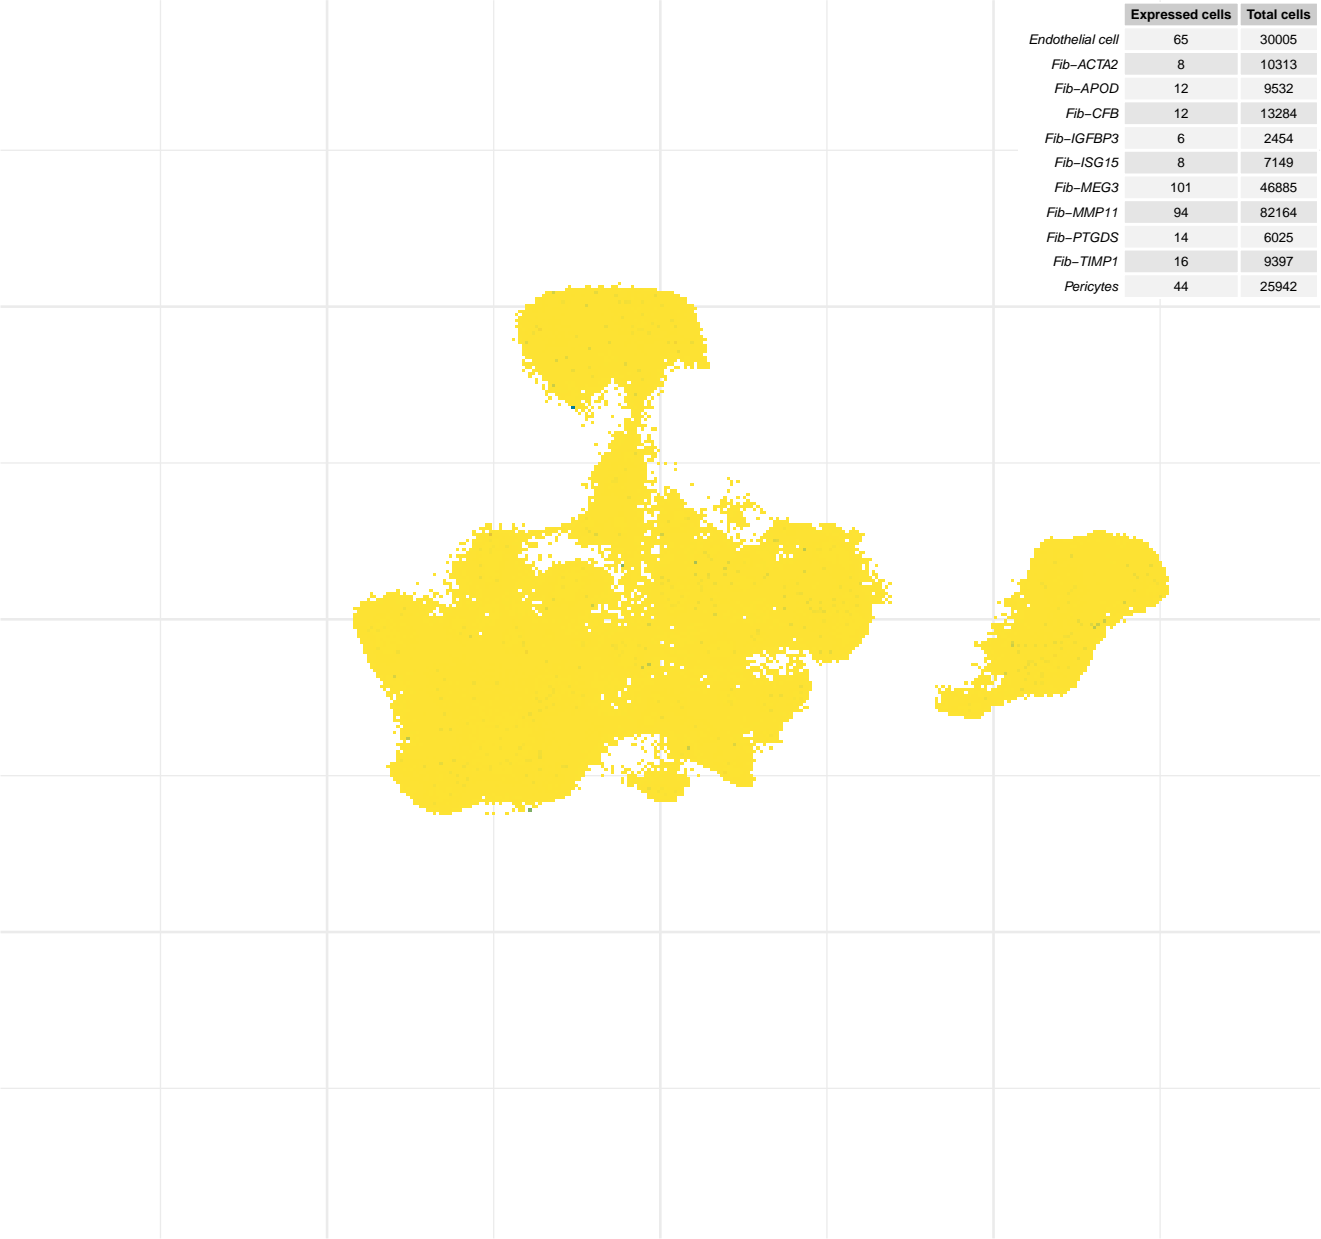 Expressed cells Total cells
Endothelial cell 65 30005
Fib−ACTA2 8 10313
Fib−APOD 12 9532
Fib−CFB 12 13284
Fib−IGFBP3 6 2454
Fib−ISG15 8 7149
Fib−MEG3 101 46885
Fib−MMP11 94 82164
Fib−PTGDS 14 6025
Fib−TIMP1 16 9397
Pericytes 44 25942